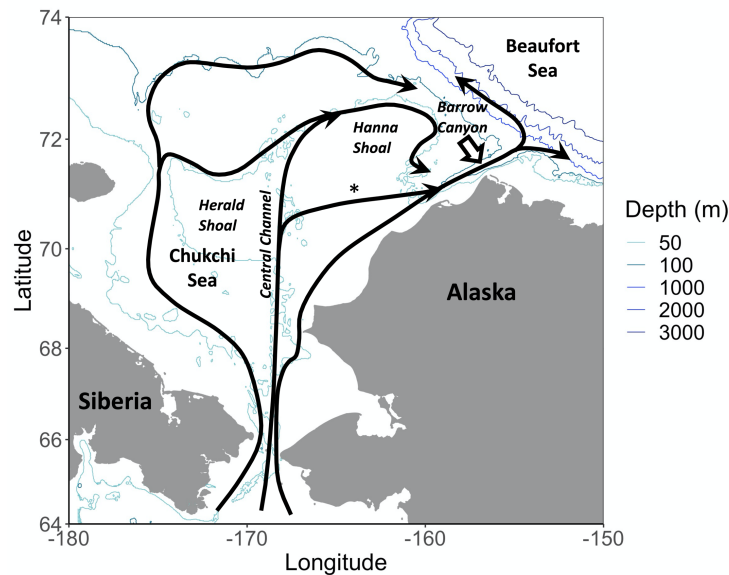 74
72
70
68
66
64
-180
-170
-160
-150
Latitude
Longitude
Beaufort
Sea
Barrow
Canyon
Hanna
Shoal
*
Herald
Shoal
Central Channel
Chukchi
Sea
Alaska
Siberia
Depth (m)
50
100
1000
2000
3000